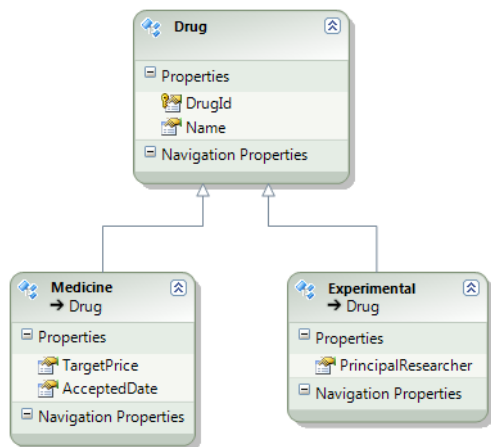 Drug
Properties
DrugId
Name
Navigation Properties
Medicine
→ Drug
Properties
TargetPrice
AcceptedDate
Navigation Properties
Experimental
→ Drug
Properties
PrincipalResearcher
Navigation Properties